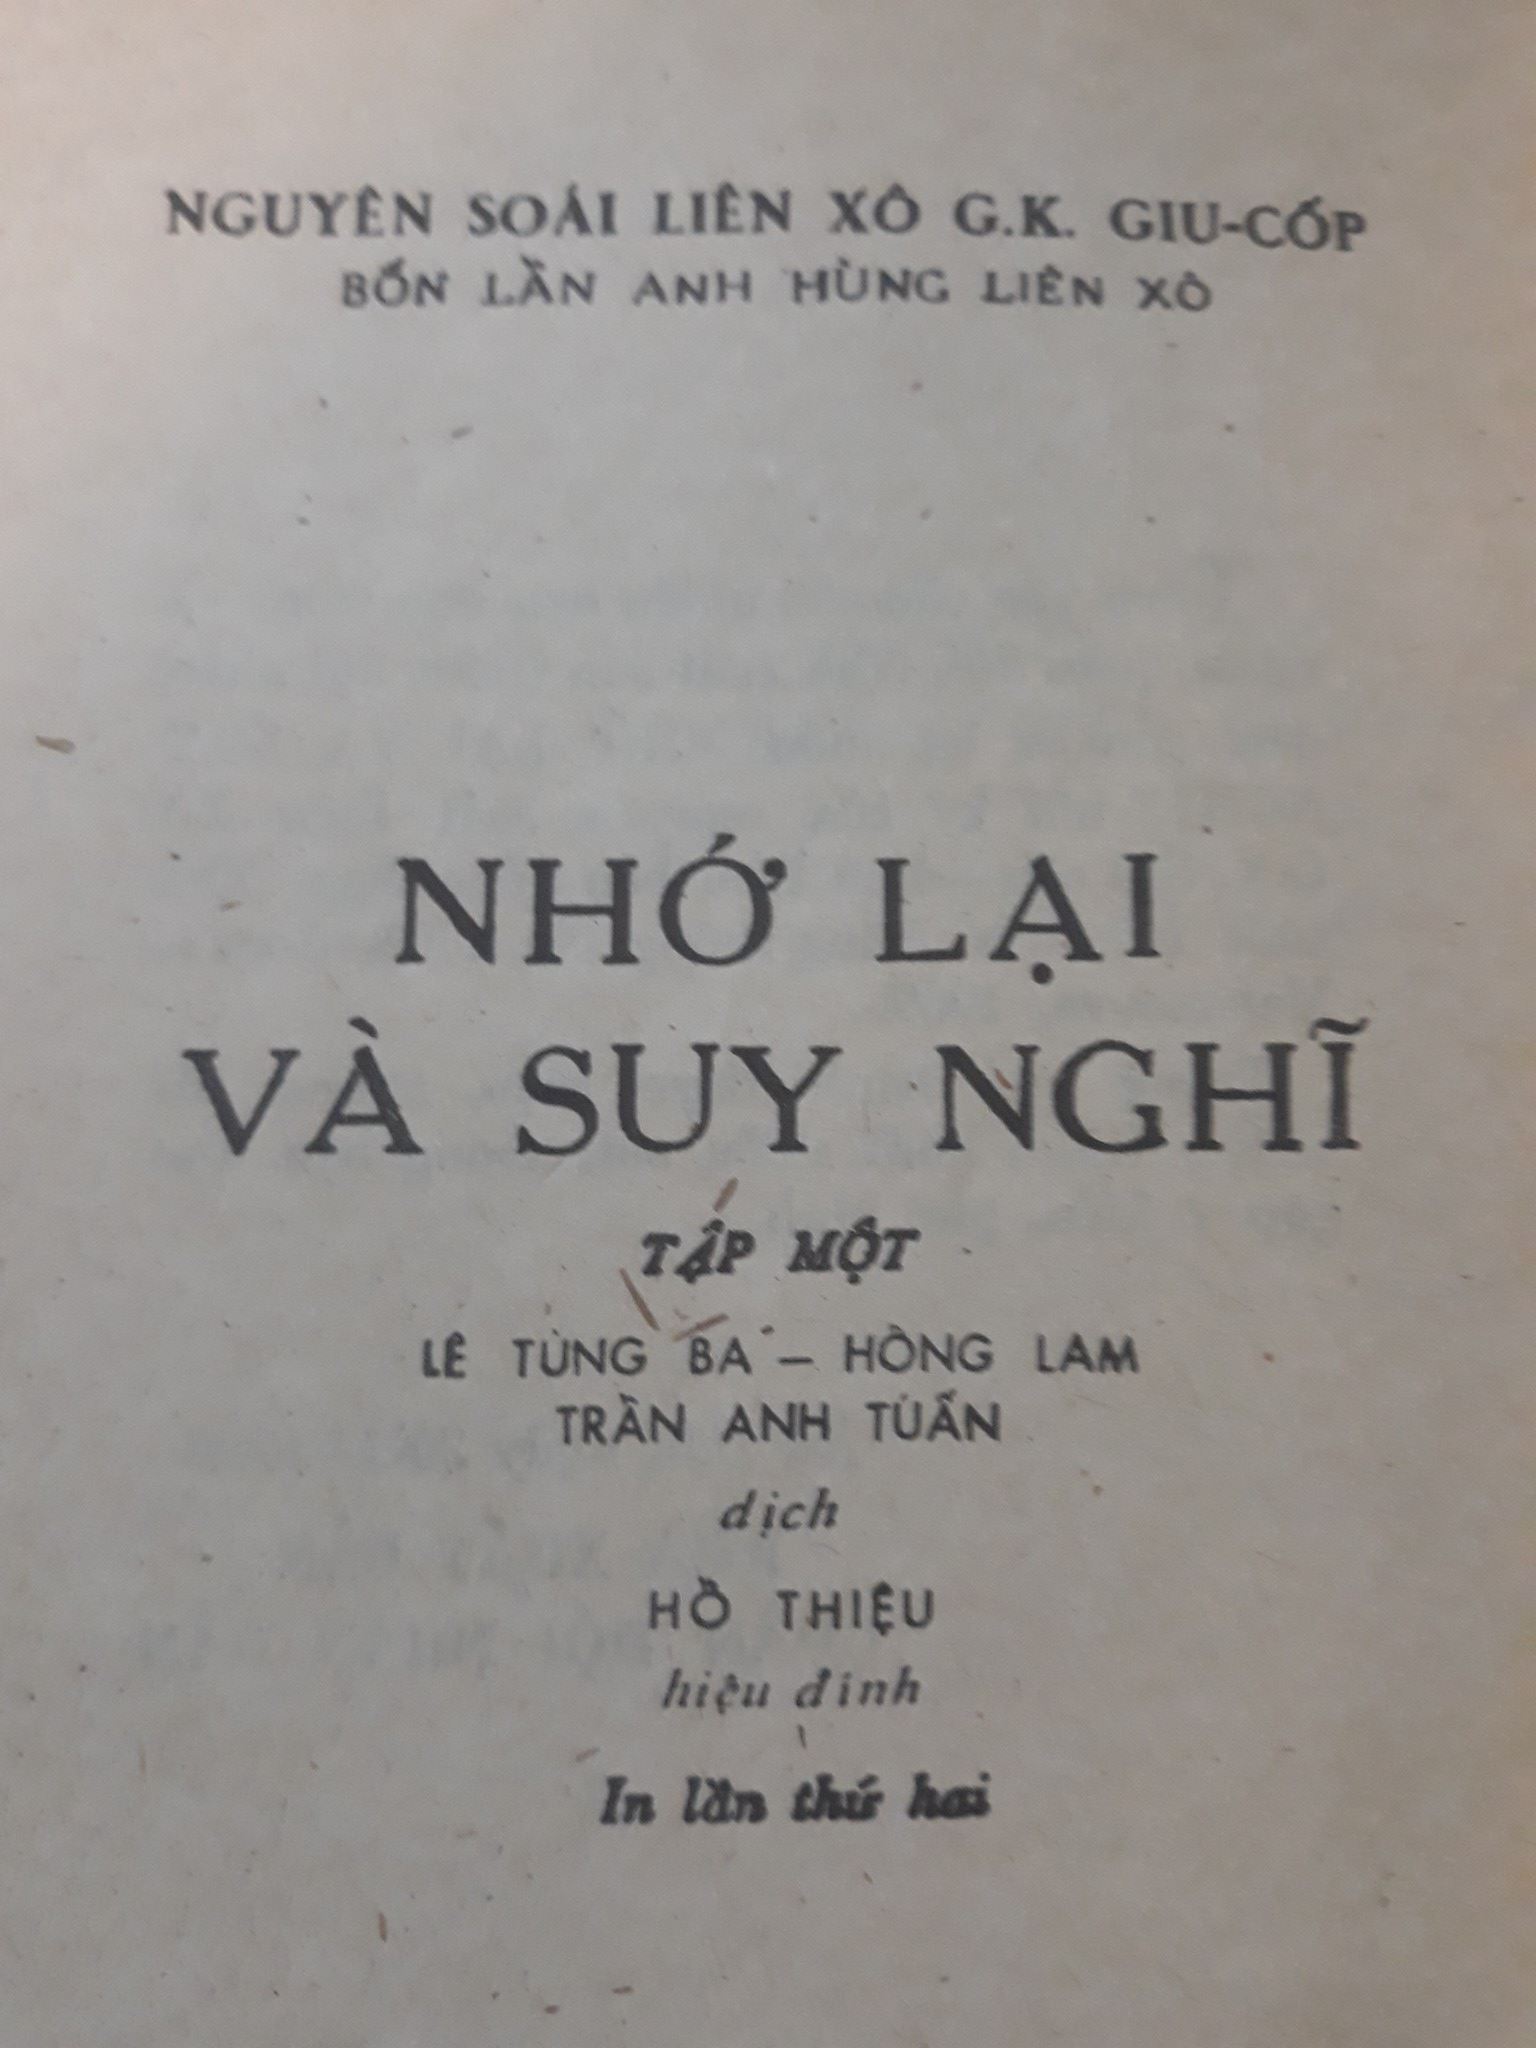 NGUYÊN SOÁI LIÊN XÔ G.K. GIU-CỐP
BỐN LẦN ANH HÙNG LIÊN XÔ
NHỚ LẠI
VÀ SUY NGHĨ
TẬP MỘT
LÊ TÙNG BA – HỒNG LAM
TRẦN ANH TUẤN
dịch
HỒ THIỆU
hiệu đính
In lần thứ hai